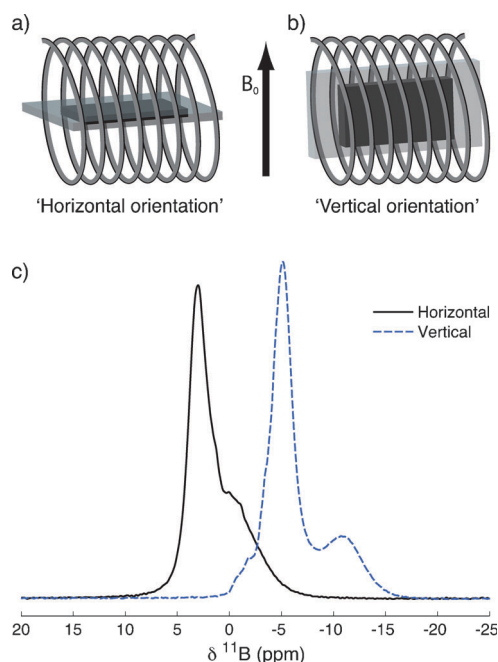 a)
b)
B₀
'Horizontal orientation'
'Vertical orientation'
c)
Horizontal
Vertical
20 15 10 5 0 -5 -10 -15 -20 -25
δ ¹¹B (ppm)